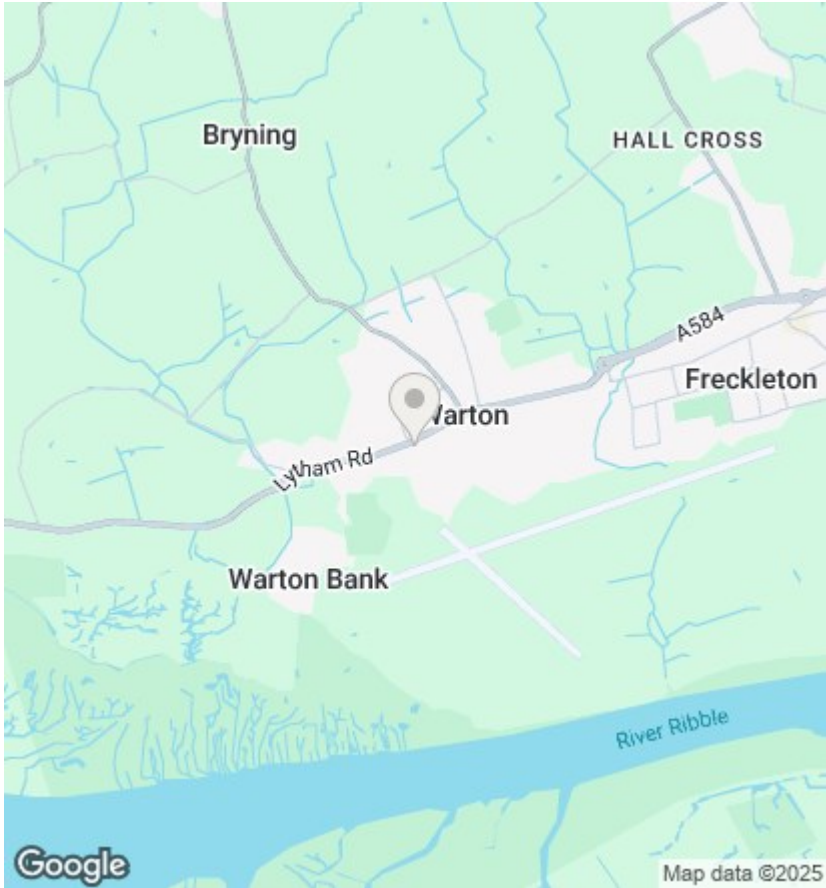 Bryning
HALL CROSS
A584
Freckleton
Warton
Lytham Rd
Warton Bank
River Ribble
Google
Map data ©2025